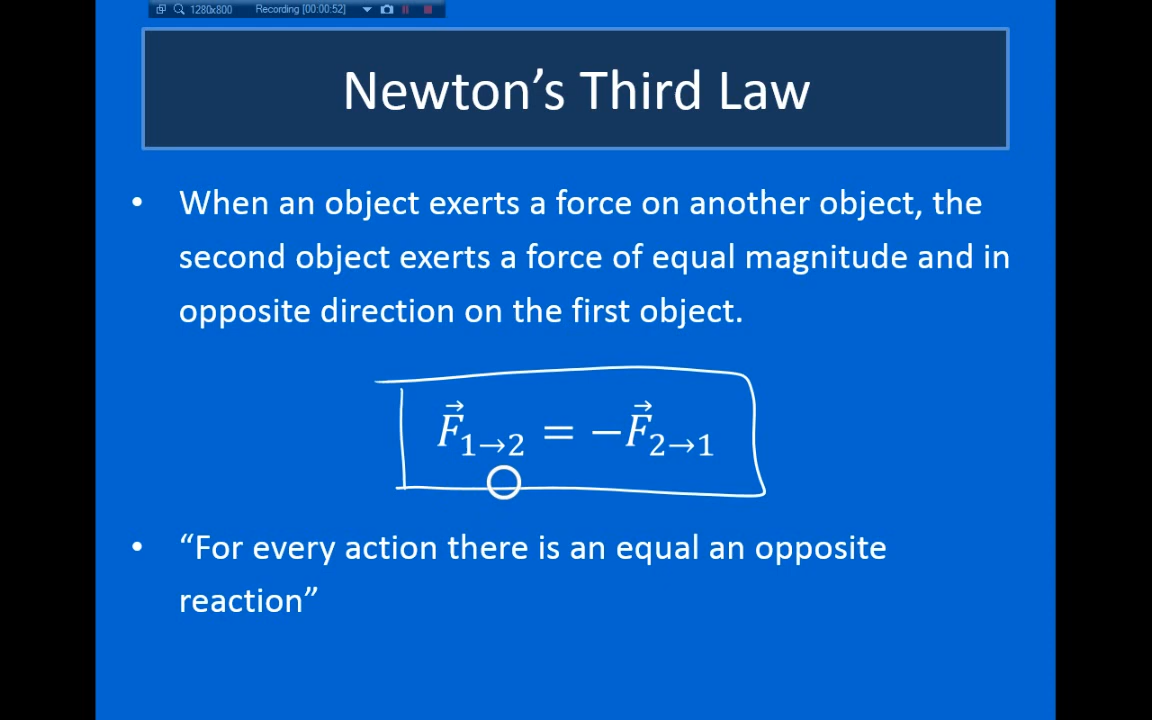 1280x800 Recording [00:00:52]
Newton’s Third Law
• When an object exerts a force on another object, the
second object exerts a force of equal magnitude and in
opposite direction on the first object.
F⃗₁→₂ = −F⃗₂→₁
• “For every action there is an equal an opposite
reaction”